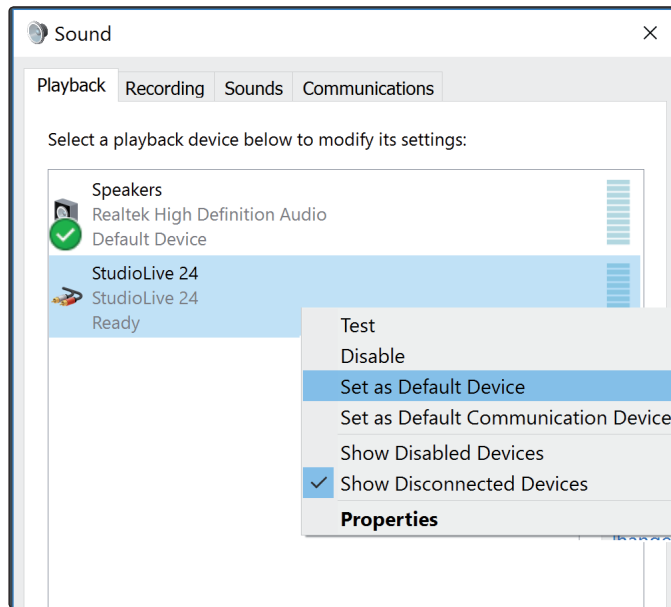 Sound
Playback Recording Sounds Communications
Select a playback device below to modify its settings:
Speakers
Realtek High Definition Audio
Default Device
StudioLive 24
StudioLive 24
Ready
Test
Disable
Set as Default Device
Set as Default Communication Device
Show Disabled Devices
Show Disconnected Devices
Properties